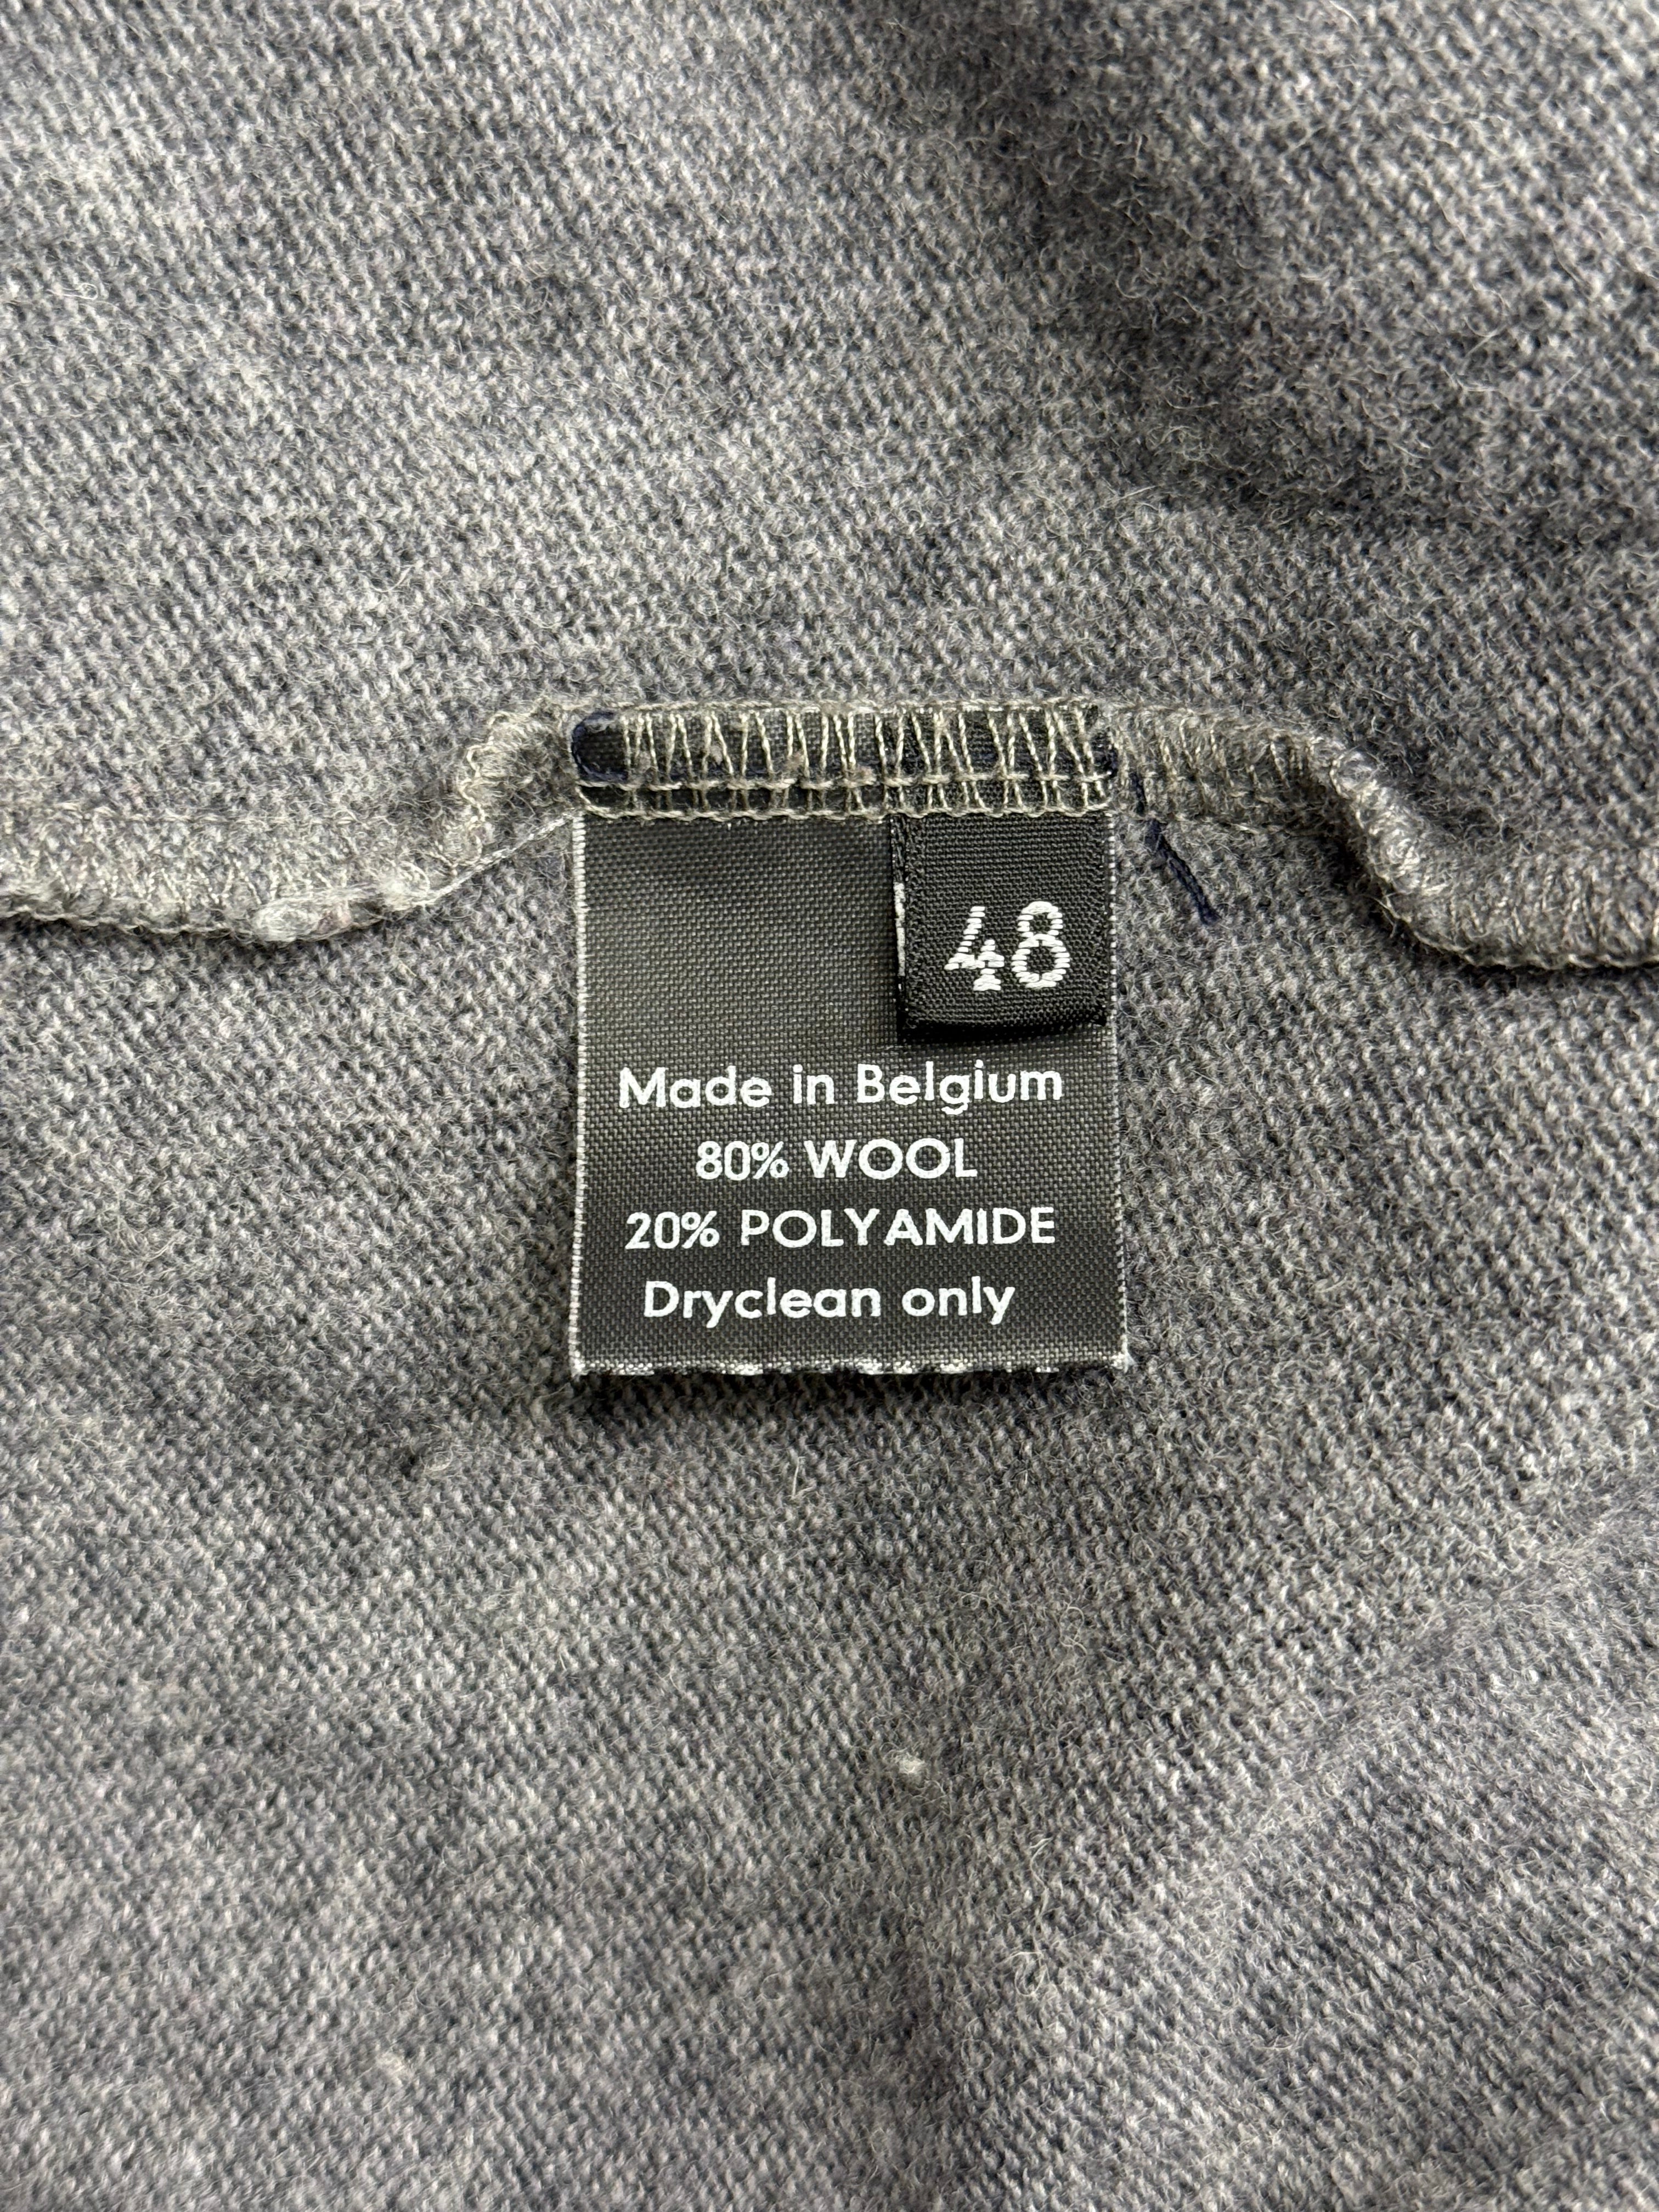 48
Made in Belgium
80% WOOL
20% POLYAMIDE
Dryclean only